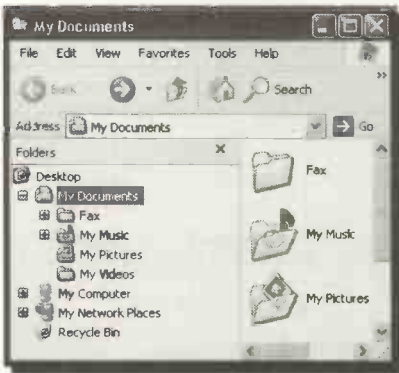 My Documents
File Edit View Favorites Tools Help
Back Search
Address My Documents Go
Folders
Desktop
My Documents
Fax
My Music
My Pictures
My Videos
My Computer
My Network Places
Recycle Bin
Fax
My Music
My Pictures